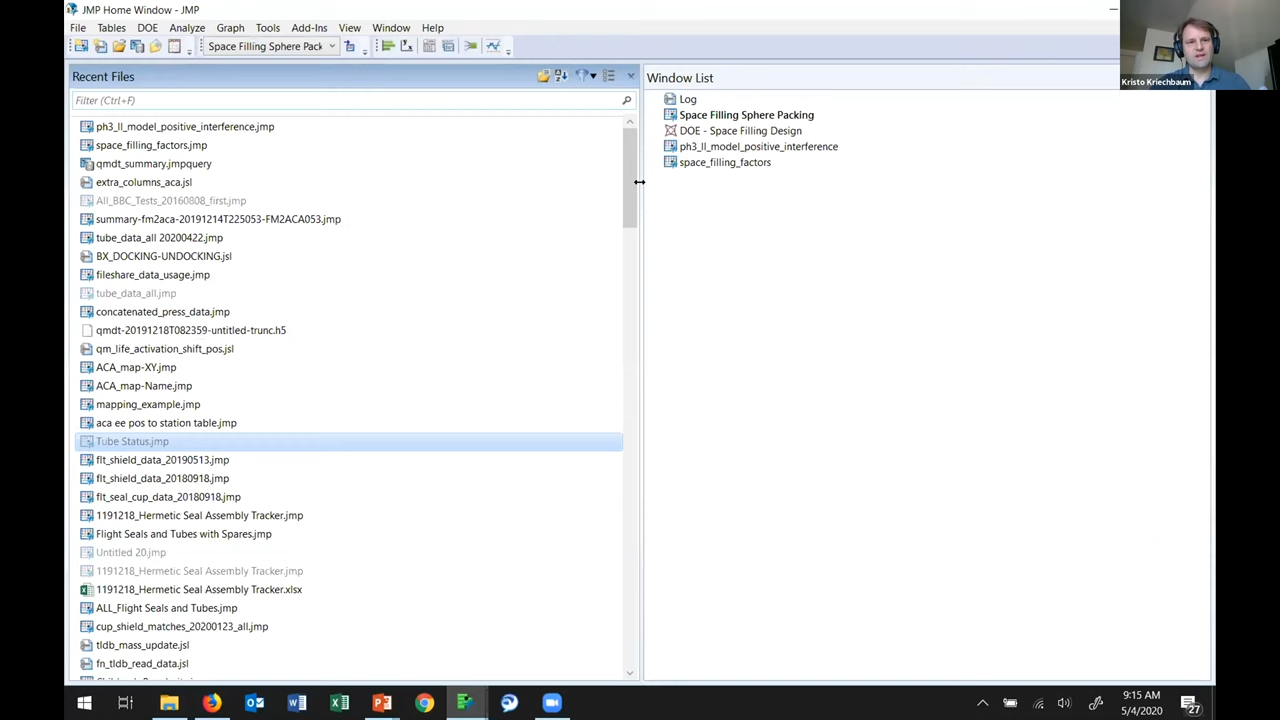 JMP Home Window - JMP
File Tables DOE Analyze Graph Tools Add-Ins View Window Help
Space Filling Sphere Pack
Kristo Kriechbaum
Recent Files
Filter (Ctrl+F)
ph3_ll_model_positive_interference.jmp
space_filling_factors.jmp
qmdt_summary.jmpquery
extra_columns_aca.jsl
All_BBC_Tests_20160808_first.jmp
summary-fm2aca-20191214T225053-FM2ACA053.jmp
tube_data_all 20200422.jmp
BX_DOCKING-UNDOCKING.jsl
fileshare_data_usage.jmp
tube_data_all.jmp
concatenated_press_data.jmp
qmdt-20191218T082359-untitled-trunc.h5
qm_life_activation_shift_pos.jsl
ACA_map-XY.jmp
ACA_map-Name.jmp
mapping_example.jmp
aca ee pos to station table.jmp
Tube Status.jmp
flt_shield_data_20190513.jmp
flt_shield_data_20180918.jmp
flt_seal_cup_data_20180918.jmp
1191218_Hermetic Seal Assembly Tracker.jmp
Flight Seals and Tubes with Spares.jmp
Untitled 20.jmp
1191218_Hermetic Seal Assembly Tracker.jmp
1191218_Hermetic Seal Assembly Tracker.xlsx
ALL_Flight Seals and Tubes.jmp
cup_shield_matches_20200123_all.jmp
tldb_mass_update.jsl
fn_tldb_read_data.jsl
Window List
Log
Space Filling Sphere Packing
DOE - Space Filling Design
ph3_ll_model_positive_interference
space_filling_factors
9:15 AM
5/4/2020
27